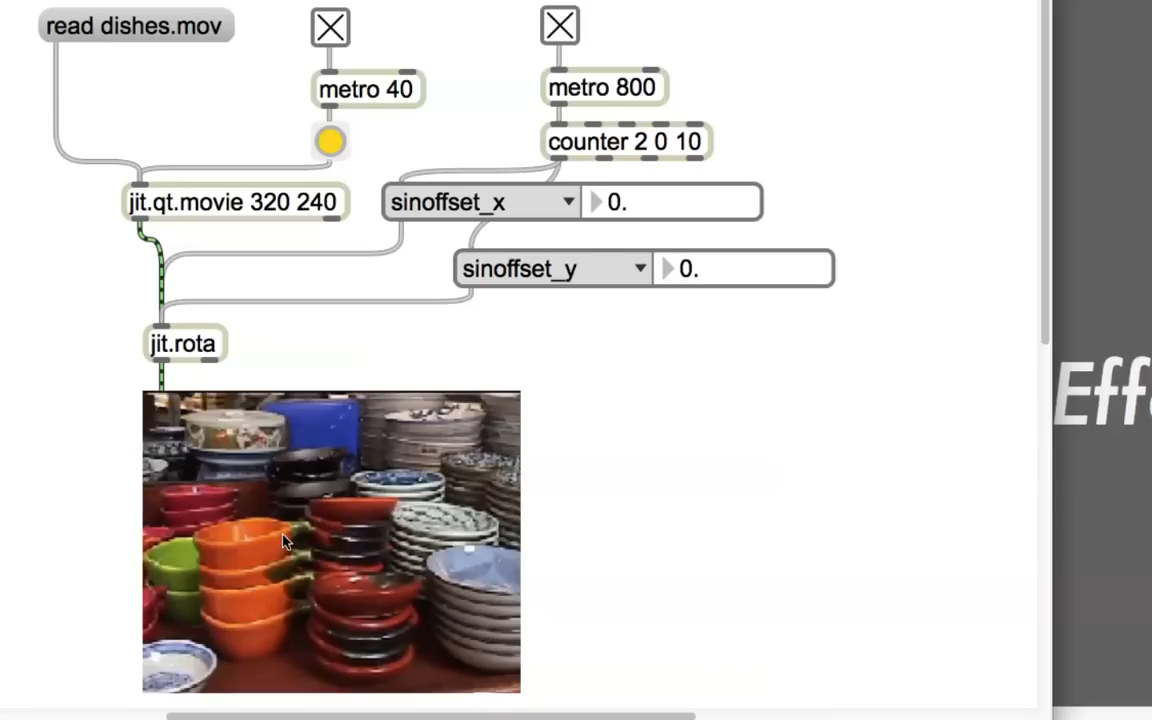 read dishes.mov
metro 40
metro 800
counter 2 0 10
jit.qt.movie 320 240
sinoffset_x
0.
sinoffset_y
0.
jit.rota
Eff